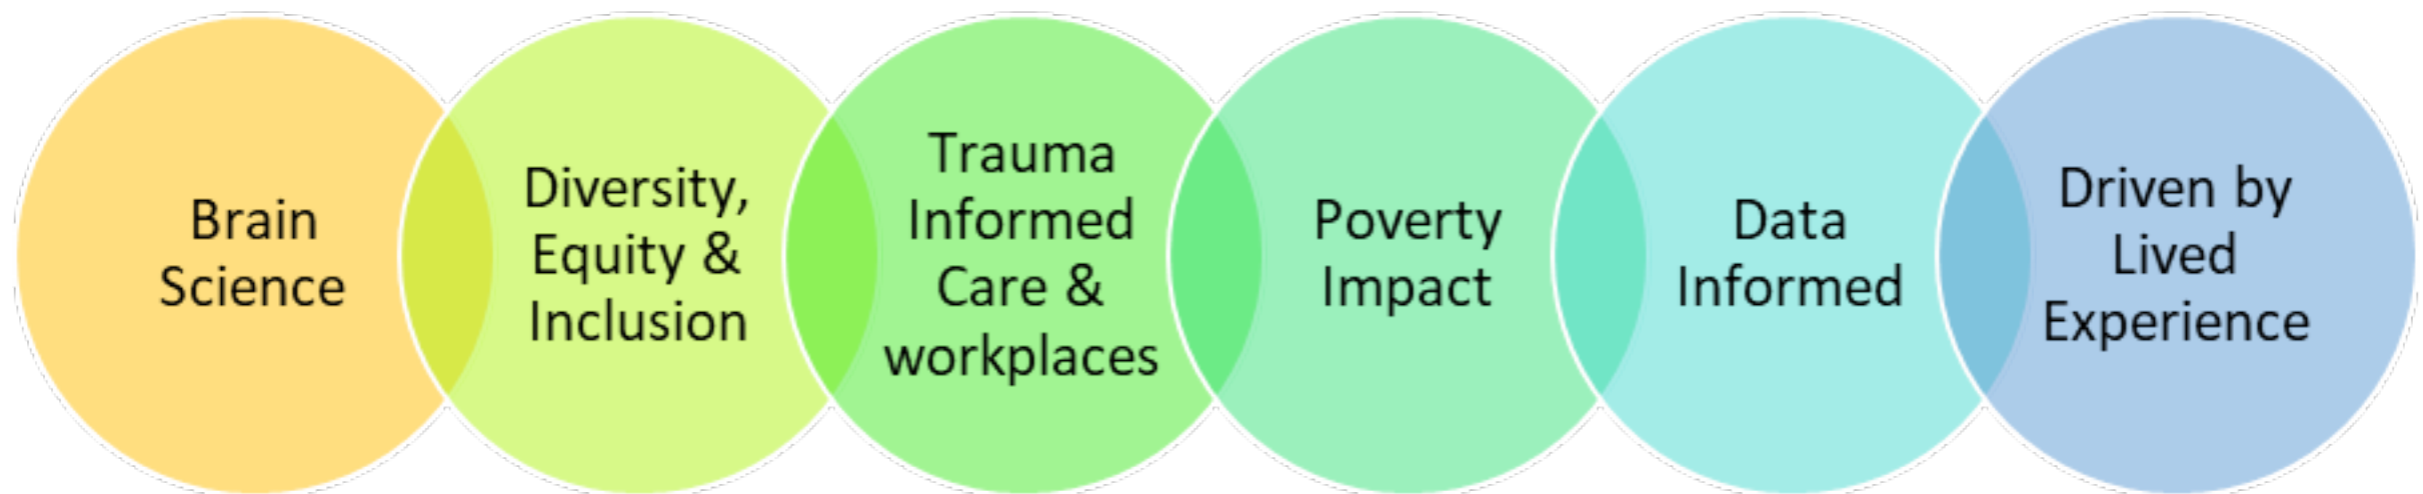 Brain
Science
Diversity,
Equity &
Inclusion
Trauma
Informed
Care &
workplaces
Poverty
Impact
Data
Informed
Driven by
Lived
Experience